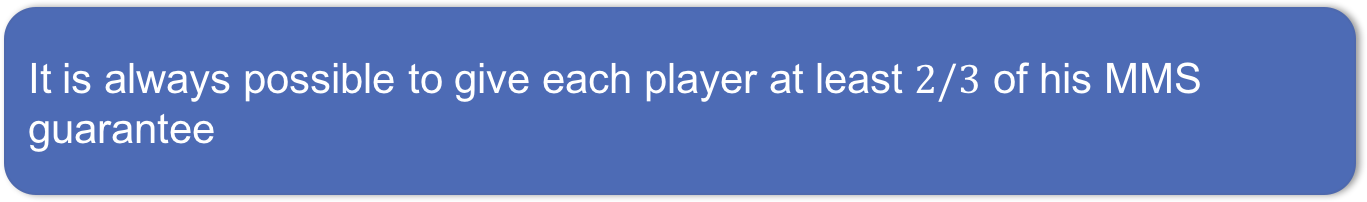 It is always possible to give each player at least 2/3 of his MMS
guarantee